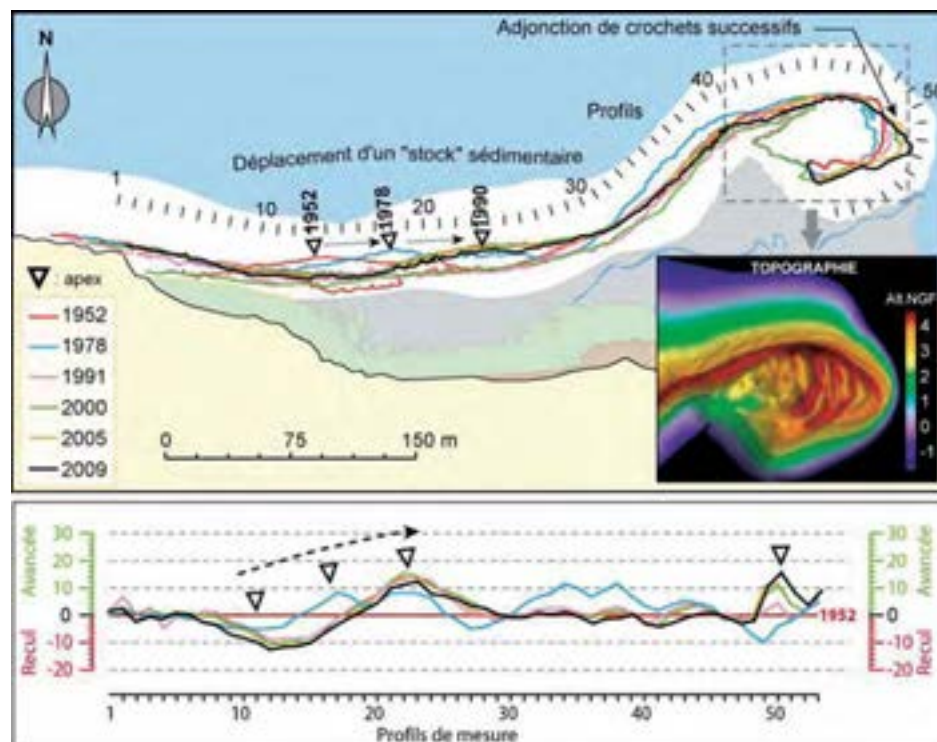 Adjonction de crochets successifs
N
40
50
Profils
Déplacement d'un "stock" sédimentaire
1
10
1952
1978
20
1990
30
: apex
1952
1978
1991
2000
2005
2009
0 75 150 m
TOPOGRAPHIE
Alt.NGF
4
3
2
1
0
-1
Avancée
Recul
30
20
10
0
-10
-20
1952
30
20
10
0
-10
-20
Avancée
Recul
1 10 20 30 40 50
Profils de mesure